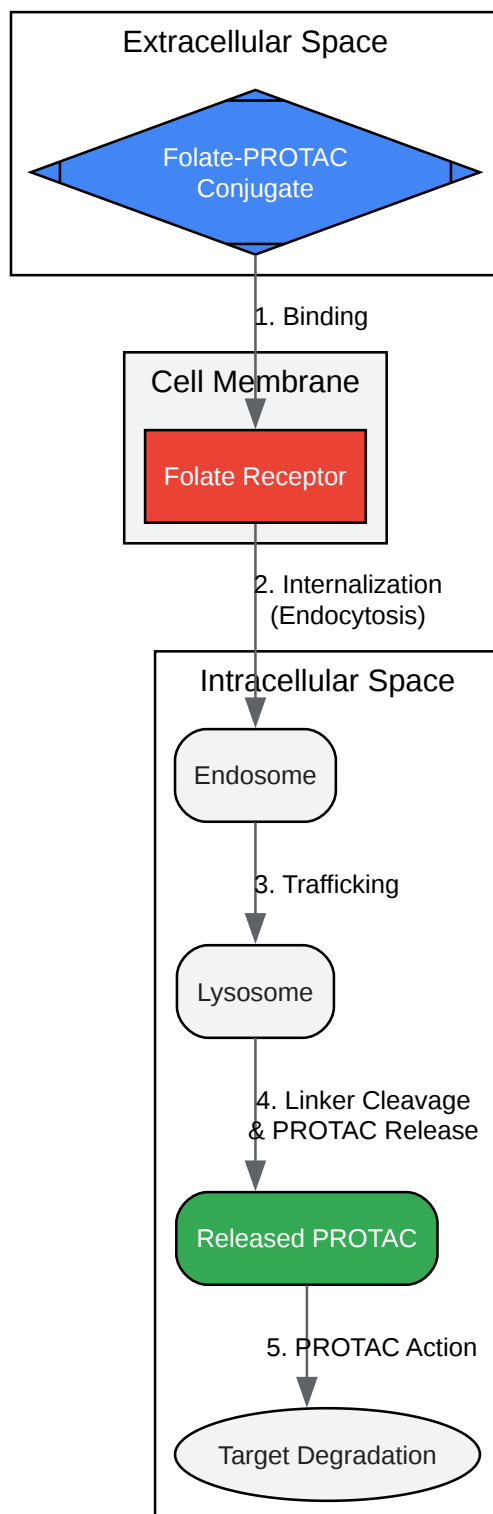 Extracellular Space
Folate-PROTAC
Conjugate
1. Binding
Cell Membrane
Folate Receptor
2. Internalization
(Endocytosis)
Intracellular Space
Endosome
3. Trafficking
Lysosome
4. Linker Cleavage
& PROTAC Release
Released PROTAC
5. PROTAC Action
Target Degradation